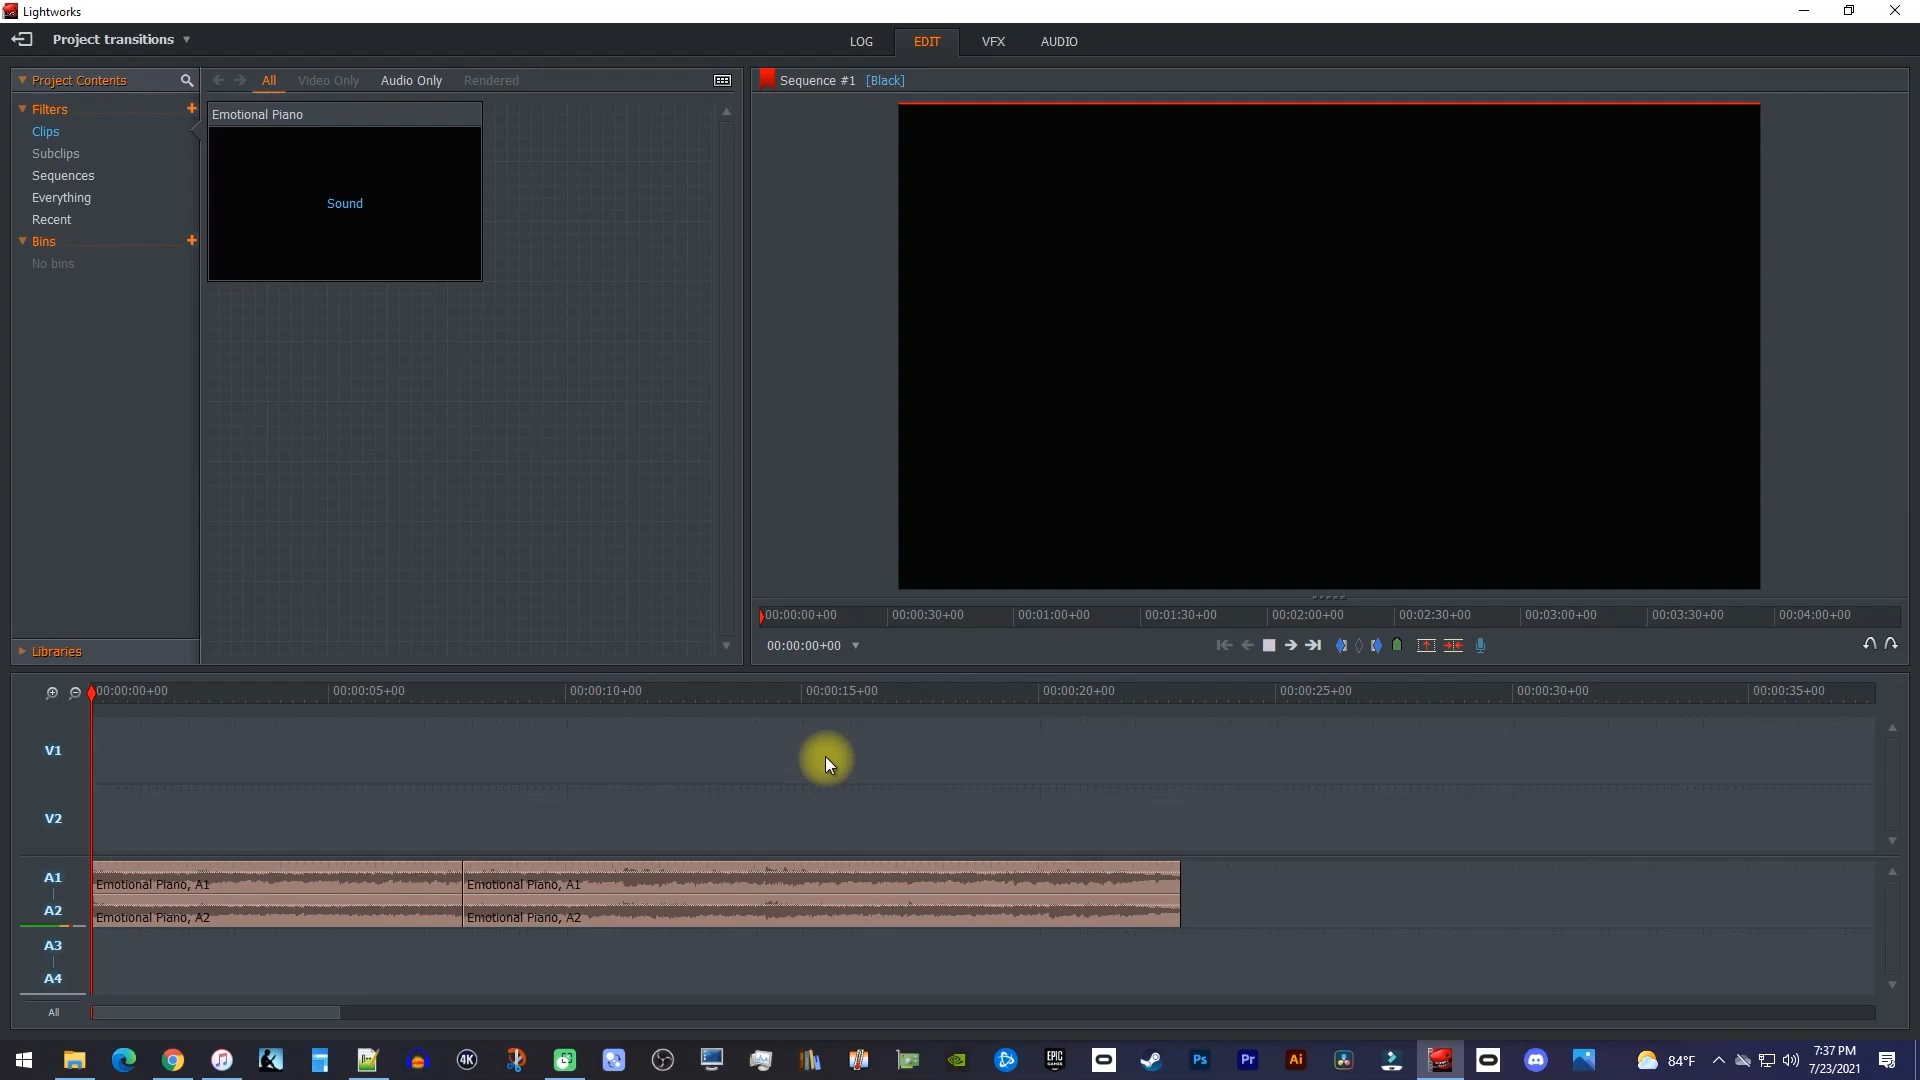 Lightworks
Project transitions
LOG EDIT VFX AUDIO
Project Contents
Filters
Clips
Subclips
Sequences
Everything
Recent
Bins
No bins
Libraries
All Video Only Audio Only Rendered
Emotional Piano
Sound
Sequence #1 [Black]
00:00:00+00 00:00:30+00 00:01:00+00 00:01:30+00 00:02:00+00 00:02:30+00 00:03:00+00 00:03:30+00 00:04:00+00
00:00:00+00
00:00:00+00 00:00:05+00 00:00:10+00 00:00:15+00 00:00:20+00 00:00:25+00 00:00:30+00 00:00:35+00
V1
V2
A1 Emotional Piano, A1 Emotional Piano, A1
A2 Emotional Piano, A2 Emotional Piano, A2
A3
A4
All
4K
EPIC GAMES
Ps
Pr
Ai
84°F
7:37 PM
7/23/2021